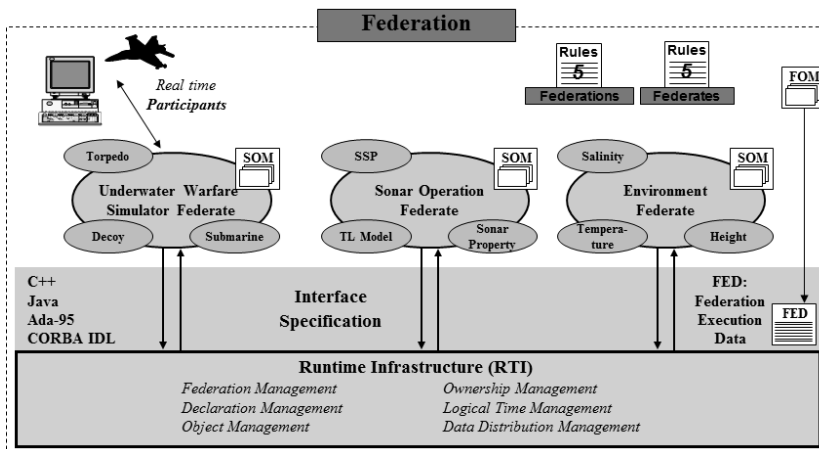 Federation
Real time
Participants
Rules
5
Federations
Rules
5
Federates
FOM
Torpedo
SOM
Underwater Warfare
Simulator Federate
Decoy
Submarine
SSP
SOM
Sonar Operation
Federate
TL Model
Sonar
Property
Salinity
SOM
Environment
Federate
Tempera-
ture
Height
C++
Java
Ada-95
CORBA IDL
Interface
Specification
FED:
Federation
Execution
Data
FED
Runtime Infrastructure (RTI)
Federation Management
Declaration Management
Object Management
Ownership Management
Logical Time Management
Data Distribution Management